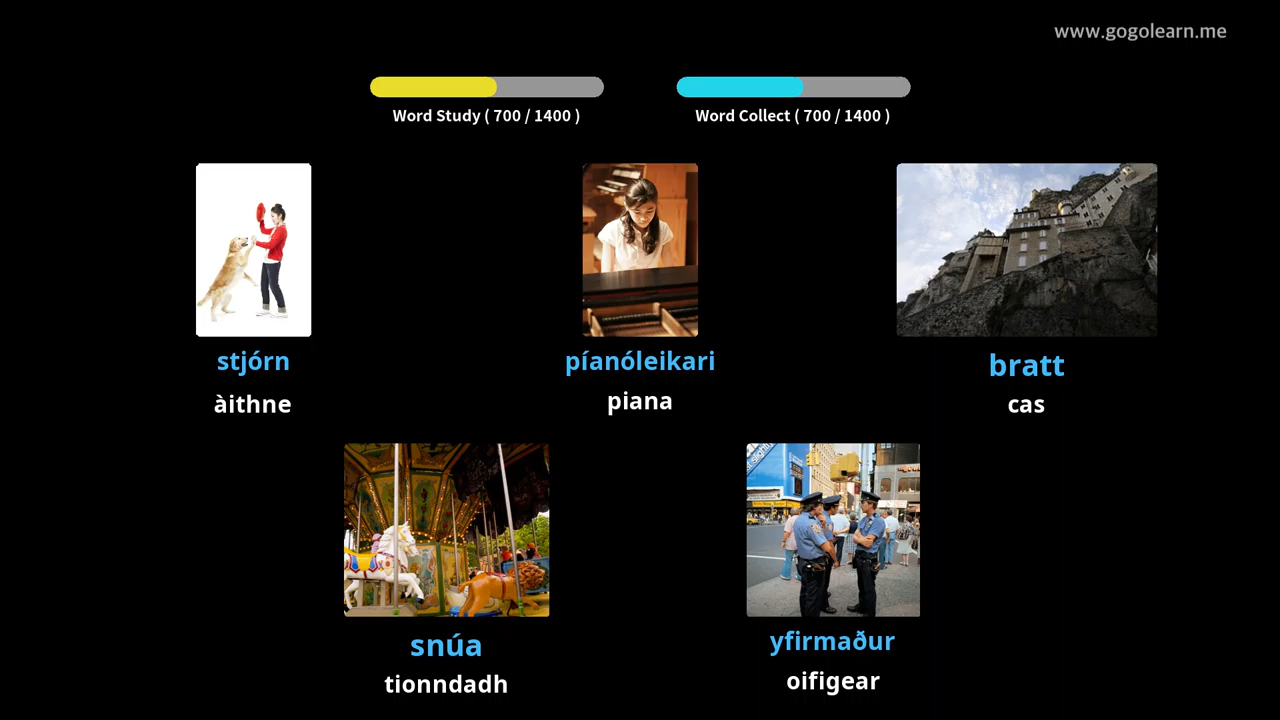 www.gogolearn.me
Word Study ( 700 / 1400 )
Word Collect ( 700 / 1400 )
stjórn
àithne
píanóleikari
piana
bratt
cas
snúa
tionndadh
yfirmaður
oifigear